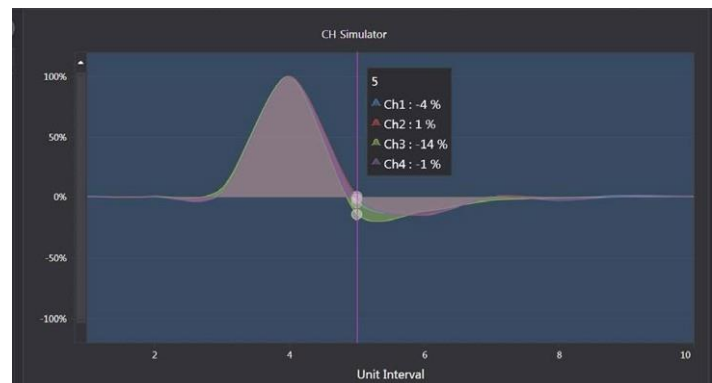 CH Simulator
100%
50%
0%
-50%
-100%
5
Ch1 : -4 %
Ch2 : 1 %
Ch3 : -14 %
Ch4 : -1 %
2 4 6 8 10
Unit Interval